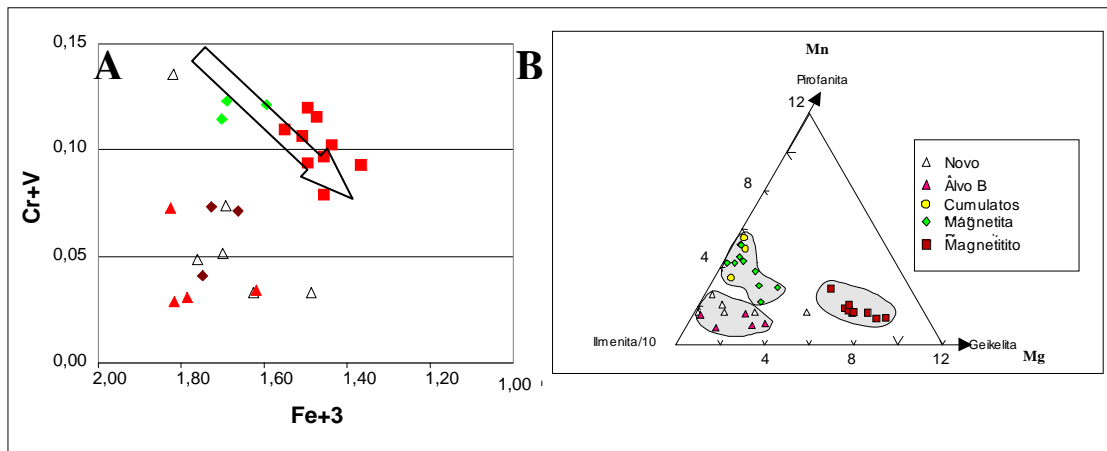 A
0,15
0,10
0,05
0,00
Cr+V
2,00 1,80 1,60 1,40 1,20 1,00
Fe+3
B
Mn
Pirofanita
12
8
4
Ilmenita/10
4 8 12
Geikelita
Mg
Novo
Âlvo B
Cumulatos
Magnetita
Magnetitito